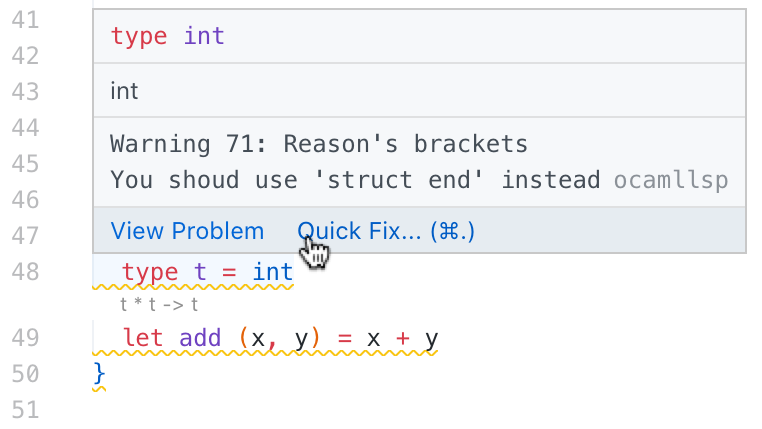 41
type int
42
43
int
44
Warning 71: Reason's brackets
45
You shoud use 'struct end' instead ocamllsp
46
47
View Problem Quick Fix... (⌘.)
48 type t = int
t * t -> t
49 let add (x, y) = x + y
50 }
51